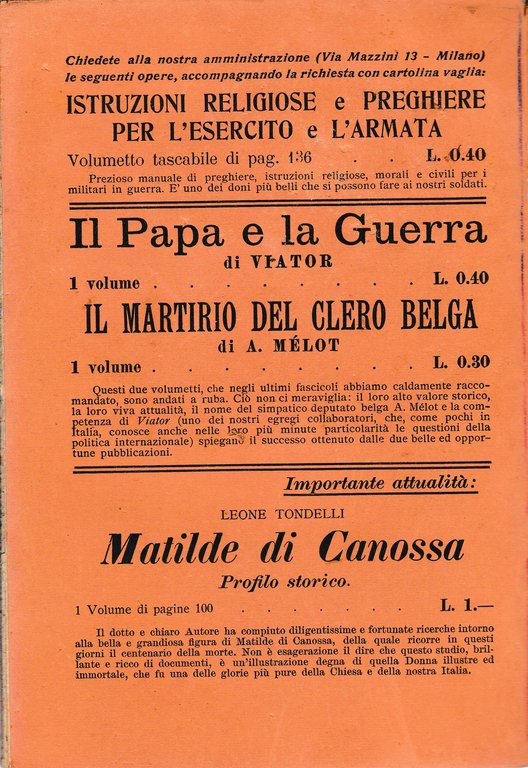 Chiedete alla nostra amministrazione (Via Mazzini 13 - Milano)
le seguenti opere, accompagnando la richiesta con cartolina vaglia:
ISTRUZIONI RELIGIOSE e PREGHIERE
PER L'ESERCITO e L'ARMATA
Volumetto tascabile di pag. 136 . . L. 0.40
Prezioso manuale di preghiere, istruzioni religiose, morali e civili per i
militari in guerra. E' uno dei doni più belli che si possono fare ai nostri soldati.
Il Papa e la Guerra
di VIATOR
1 volume . . . . . . . . L. 0.40
IL MARTIRIO DEL CLERO BELGA
di A. MÉLOT
1 volume . . . . . . . . L. 0.30
Questi due volumetti, che negli ultimi fascicoli abbiamo caldamente racco-
mandato, sono andati a ruba. Ciò non ci meraviglia: il loro alto valore storico,
la loro viva attualità, il nome del simpatico deputato belga A. Mélot e la com-
petenza di Viator (uno dei nostri egregi collaboratori, che, come pochi in
Italia, conosce anche nelle loro più minute particolarità le questioni della
politica internazionale) spiegano il successo ottenuto dalle due belle ed oppor-
tune pubblicazioni.
Importante attualità:
LEONE TONDELLI
Matilde di Canossa
Profilo storico.
1 Volume di pagine 100 . . . . . . L. 1.—
Il dotto e chiaro Autore ha compiuto diligentissime e fortunate ricerche intorno
alla bella e grandiosa figura di Matilde di Canossa, della quale ricorre in questi
giorni il centenario della morte. Non è esagerazione il dire che questo studio, bril-
lante e ricco di documenti, è un'illustrazione degna di quella Donna illustre ed
immortale, che fu una delle glorie più pure della Chiesa e della nostra Italia.